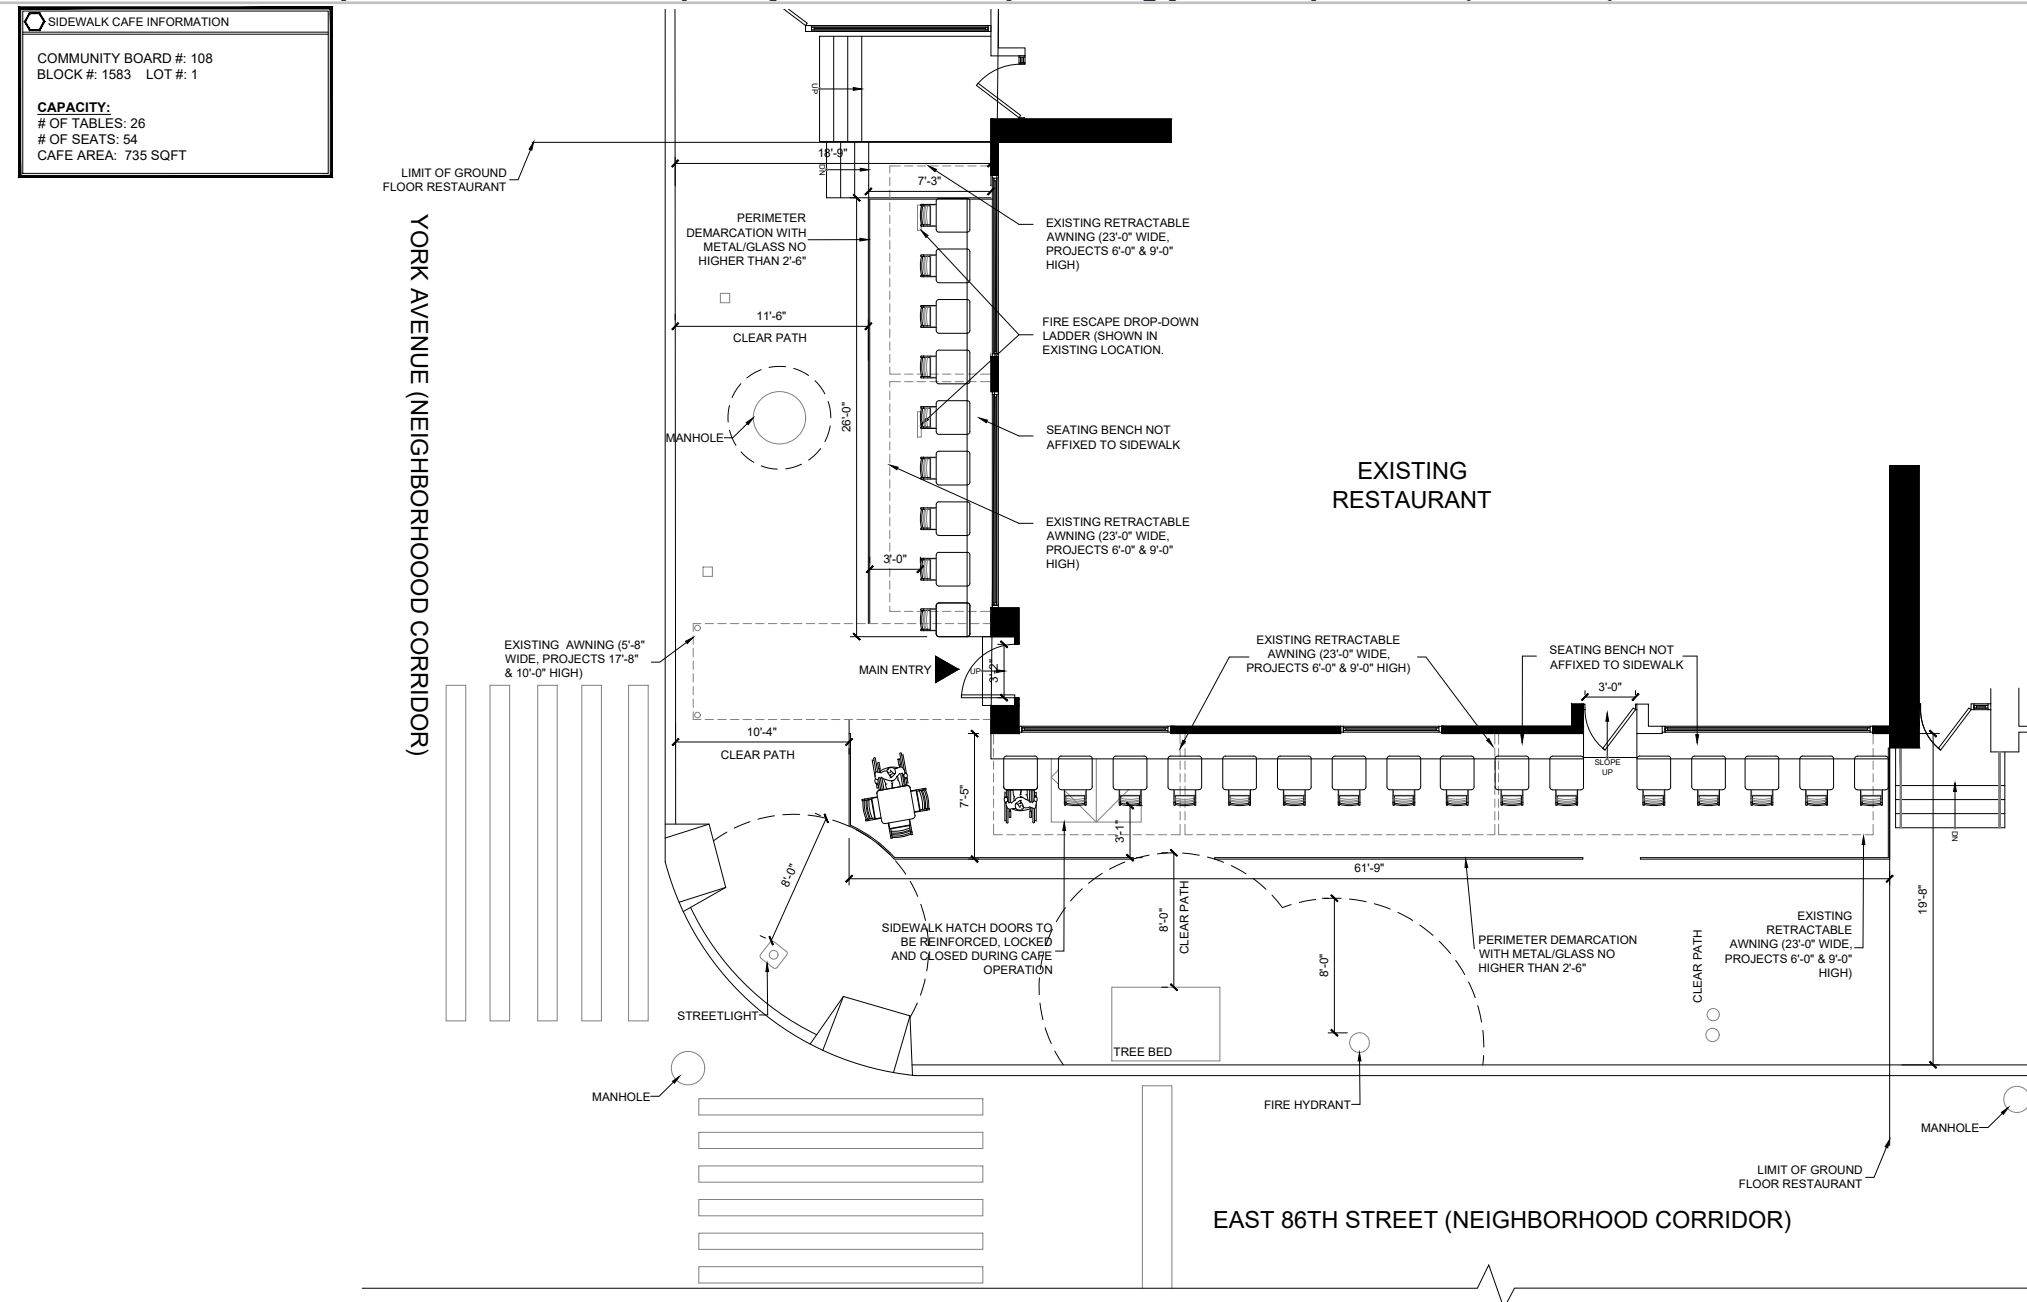 SIDEWALK CAFE INFORMATION
COMMUNITY BOARD #: 108
BLOCK #: 1583 LOT #: 1
CAPACITY:
# OF TABLES: 26
# OF SEATS: 54
CAFE AREA: 735 SQFT
UP
LIMIT OF GROUND
FLOOR RESTAURANT
18'-9"
DN
7'-3"
PERIMETER
DEMARCATION WITH
METAL/GLASS NO
HIGHER THAN 2'-6"
EXISTING RETRACTABLE
AWNING (23'-0" WIDE,
PROJECTS 6'-0" & 9'-0"
HIGH)
11'-6"
CLEAR PATH
FIRE ESCAPE DROP-DOWN
LADDER (SHOWN IN
EXISTING LOCATION.
YORK AVENUE (NEIGHBORHOOOD CORRIDOR)
26'-0"
MANHOLE
SEATING BENCH NOT
AFFIXED TO SIDEWALK
EXISTING
RESTAURANT
EXISTING RETRACTABLE
AWNING (23'-0" WIDE,
PROJECTS 6'-0" & 9'-0"
HIGH)
3'-0"
EXISTING AWNING (5'-8"
WIDE, PROJECTS 17'-8"
& 10'-0" HIGH)
MAIN ENTRY
UP
3'-2"
EXISTING RETRACTABLE
AWNING (23'-0" WIDE,
PROJECTS 6'-0" & 9'-0" HIGH)
SEATING BENCH NOT
AFFIXED TO SIDEWALK
3'-0"
10'-4"
CLEAR PATH
SLOPE
UP
7'-5"
3'-1"
DN
8'-0"
61'-9"
19'-8"
SIDEWALK HATCH DOORS TO
BE REINFORCED, LOCKED
AND CLOSED DURING CAFE
OPERATION
8'-0"
CLEAR PATH
8'-0"
PERIMETER DEMARCATION
WITH METAL/GLASS NO
HIGHER THAN 2'-6"
CLEAR PATH
EXISTING
RETRACTABLE
AWNING (23'-0" WIDE,
PROJECTS 6'-0" & 9'-0"
HIGH)
STREETLIGHT
TREE BED
MANHOLE
FIRE HYDRANT
MANHOLE
LIMIT OF GROUND
FLOOR RESTAURANT
EAST 86TH STREET (NEIGHBORHOOD CORRIDOR)